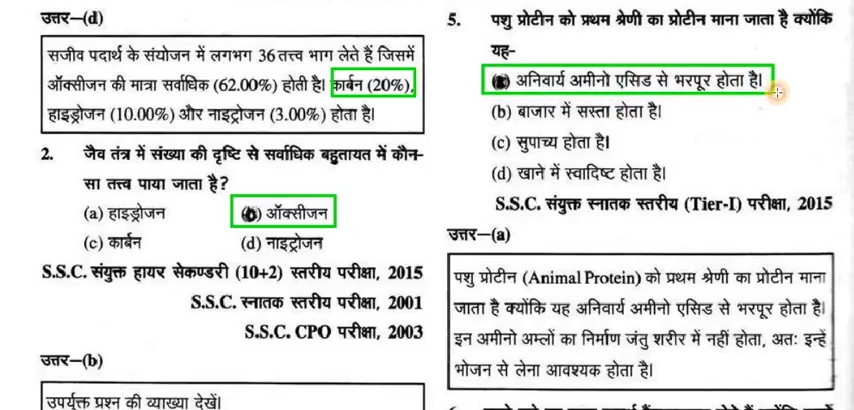 उत्तर–(d)
सजीव पदार्थ के संयोजन में लगभग 36 तत्त्व भाग लेते हैं जिसमें
ऑक्सीजन की मात्रा सर्वाधिक (62.00%) होती है। कार्बन (20%),
हाइड्रोजन (10.00%) और नाइट्रोजन (3.00%) होता है।
2. जैव तंत्र में संख्या की दृष्टि से सर्वाधिक बहुतायत में कौन-
सा तत्त्व पाया जाता है?
(a) हाइड्रोजन (b) ऑक्सीजन
(c) कार्बन (d) नाइट्रोजन
S.S.C. संयुक्त हायर सेकण्डरी (10+2) स्तरीय परीक्षा, 2015
S.S.C. स्नातक स्तरीय परीक्षा, 2001
S.S.C. CPO परीक्षा, 2003
उत्तर–(b)
उपर्युक्त प्रश्न की व्याख्या देखें।
5. पशु प्रोटीन को प्रथम श्रेणी का प्रोटीन माना जाता है क्योंकि
यह-
(a) अनिवार्य अमीनो एसिड से भरपूर होता है।
(b) बाजार में सस्ता होता है।
(c) सुपाच्य होता है।
(d) खाने में स्वादिष्ट होता है।
S.S.C. संयुक्त स्नातक स्तरीय (Tier-I) परीक्षा, 2015
उत्तर–(a)
पशु प्रोटीन (Animal Protein) को प्रथम श्रेणी का प्रोटीन माना
जाता है क्योंकि यह अनिवार्य अमीनो एसिड से भरपूर होता है।
इन अमीनो अम्लों का निर्माण जंतु शरीर में नहीं होता, अतः इन्हें
भोजन से लेना आवश्यक होता है।